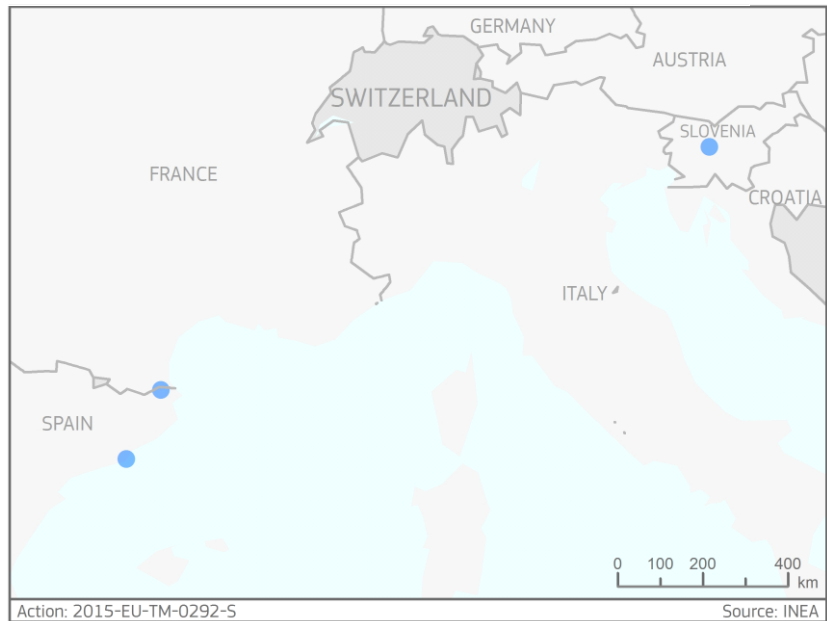 GERMANY
AUSTRIA
SWITZERLAND
SLOVENIA
FRANCE
CROATIA
ITALY
SPAIN
0 100 200 400
km
Action: 2015-EU-TM-0292-S
Source: INEA